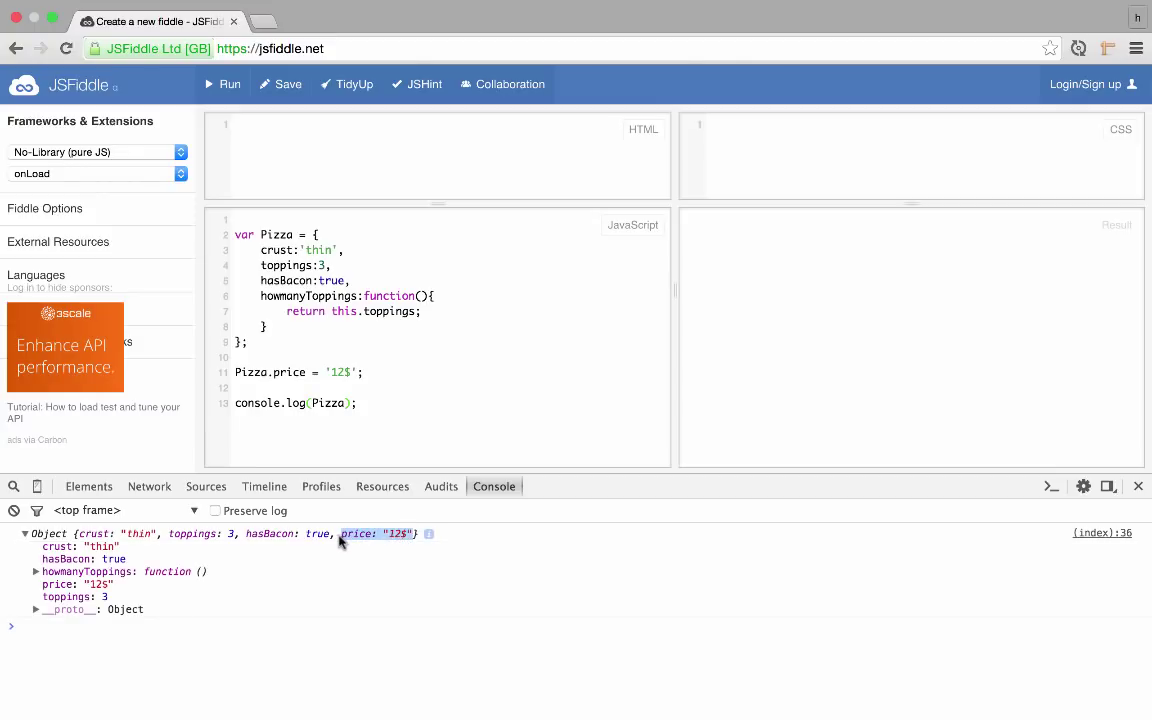 Create a new fiddle - JSFidd
h
JSFiddle Ltd [GB] https://jsfiddle.net
JSFiddle
Run Save TidyUp JSHint Collaboration Login/Sign up
Frameworks & Extensions
No-Library (pure JS)
onLoad
Fiddle Options
External Resources
Languages
Log in to hide sponsors:
3scale
Enhance API
performance.
ks
Tutorial: How to load test and tune your
API
ads via Carbon
1
HTML
1
CSS
JavaScript
1
2 var Pizza = {
3 crust:'thin',
4 toppings:3,
5 hasBacon:true,
6 howmanyToppings:function(){
7 return this.toppings;
8 }
9 };
10
11 Pizza.price = '12$';
12
13 console.log(Pizza);
Result
Elements Network Sources Timeline Profiles Resources Audits Console
<top frame> Preserve log
Object {crust: "thin", toppings: 3, hasBacon: true, price: "12$"} (index):36
crust: "thin"
hasBacon: true
howmanyToppings: function ()
price: "12$"
toppings: 3
__proto__: Object